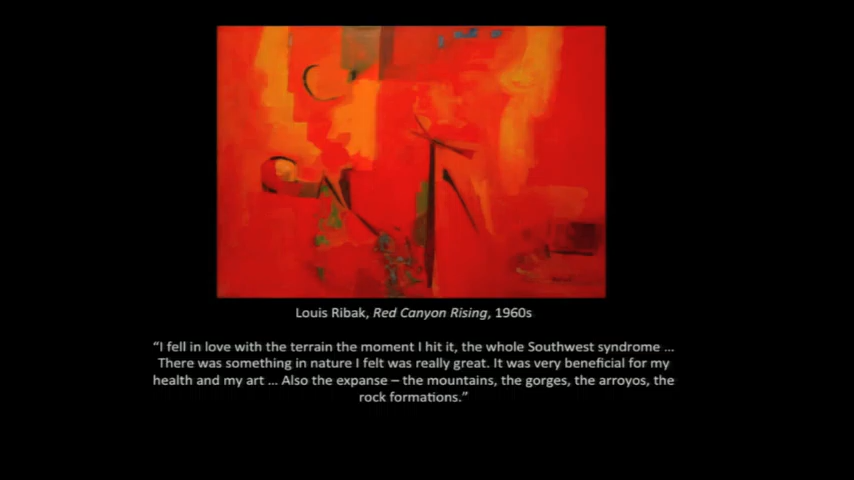 Louis Ribak, Red Canyon Rising, 1960s
“I fell in love with the terrain the moment I hit it, the whole Southwest syndrome ...
There was something in nature I felt was really great. It was very beneficial for my
health and my art ... Also the expanse – the mountains, the gorges, the arroyos, the
rock formations.”